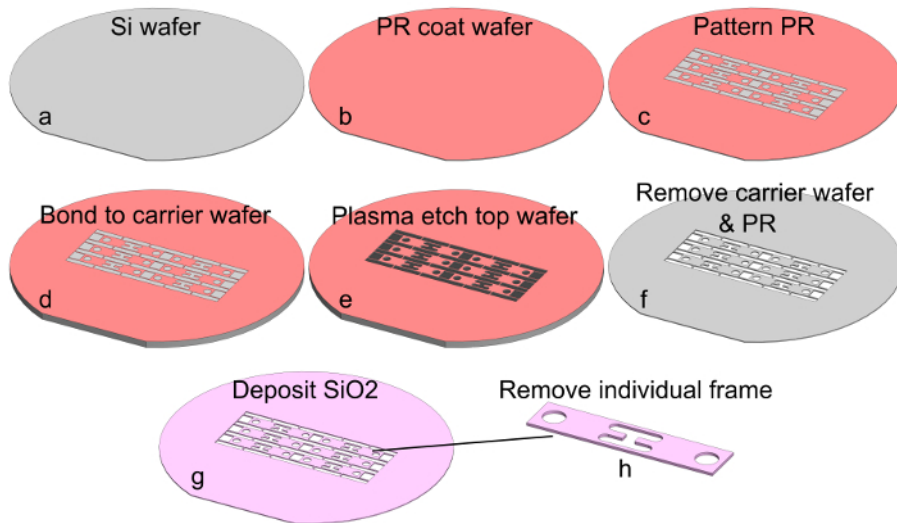 Si wafer
PR coat wafer
Pattern PR
a
b
c
Bond to carrier wafer
Plasma etch top wafer
Remove carrier wafer
& PR
d
e
f
Deposit SiO2
Remove individual frame
g
h